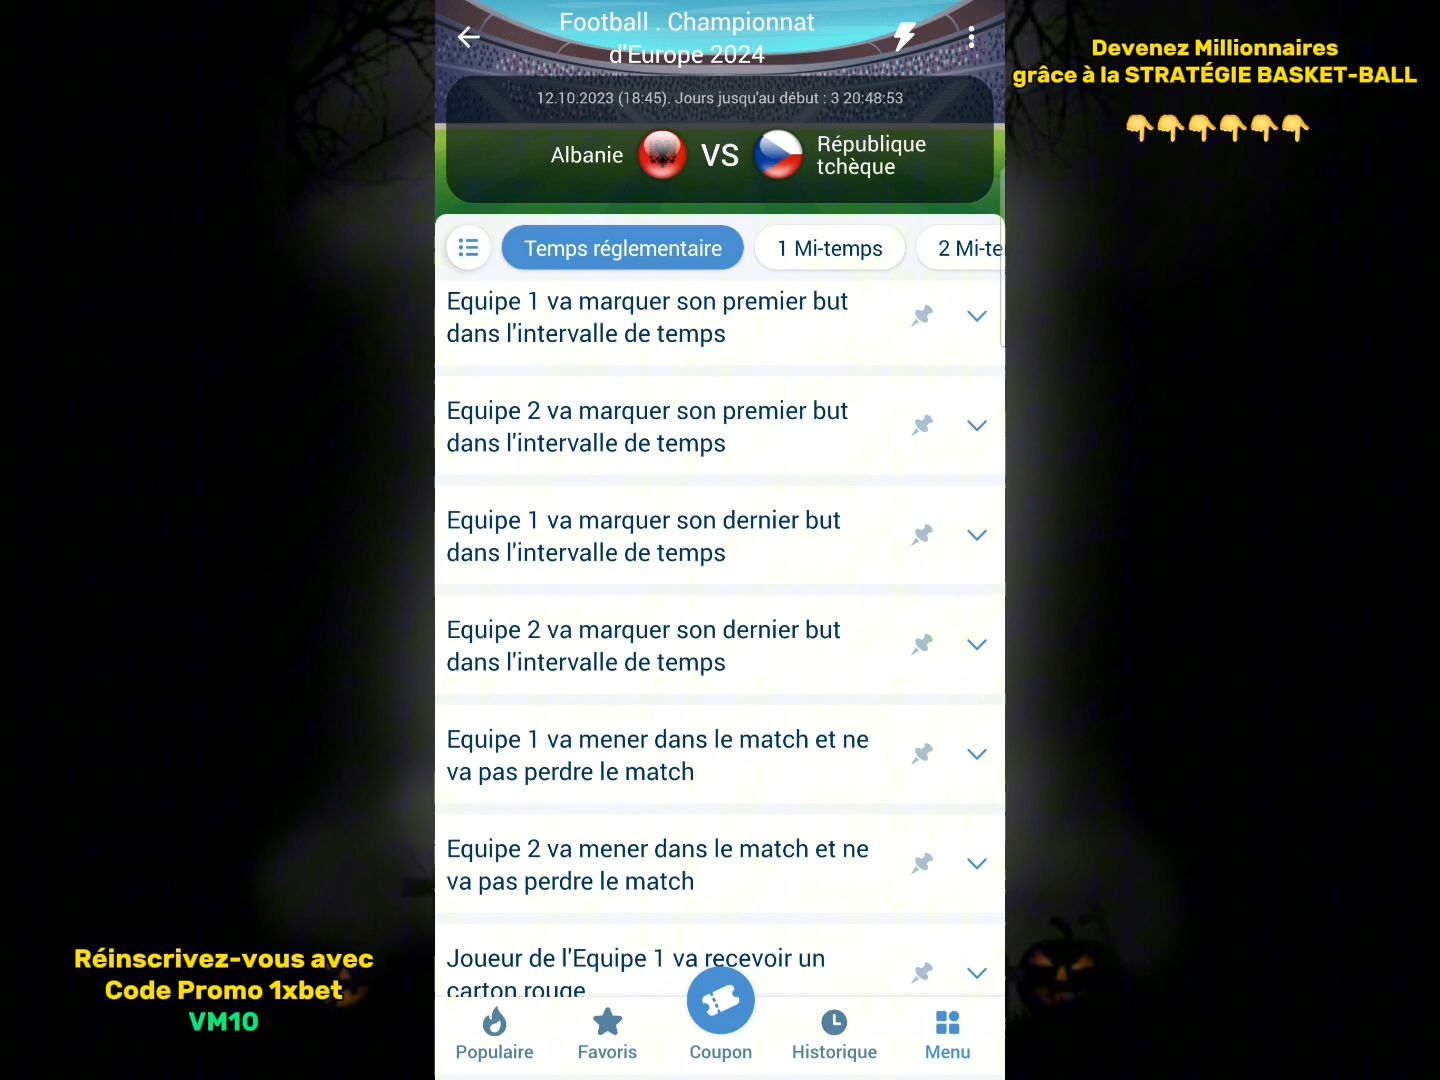 Football . Championnat
d'Europe 2024
12.10.2023 (18:45). Jours jusqu'au début : 3 20:48:53
Albanie VS République
tchèque
Temps réglementaire
1 Mi-temps
2 Mi-te
Equipe 1 va marquer son premier but
dans l'intervalle de temps
Equipe 2 va marquer son premier but
dans l'intervalle de temps
Equipe 1 va marquer son dernier but
dans l'intervalle de temps
Equipe 2 va marquer son dernier but
dans l'intervalle de temps
Equipe 1 va mener dans le match et ne
va pas perdre le match
Equipe 2 va mener dans le match et ne
va pas perdre le match
Joueur de l'Equipe 1 va recevoir un
carton rouge
Populaire
Favoris
Coupon
Historique
Menu
Devenez Millionnaires
grâce à la STRATÉGIE BASKET-BALL
Réinscrivez-vous avec
Code Promo 1xbet
VM10